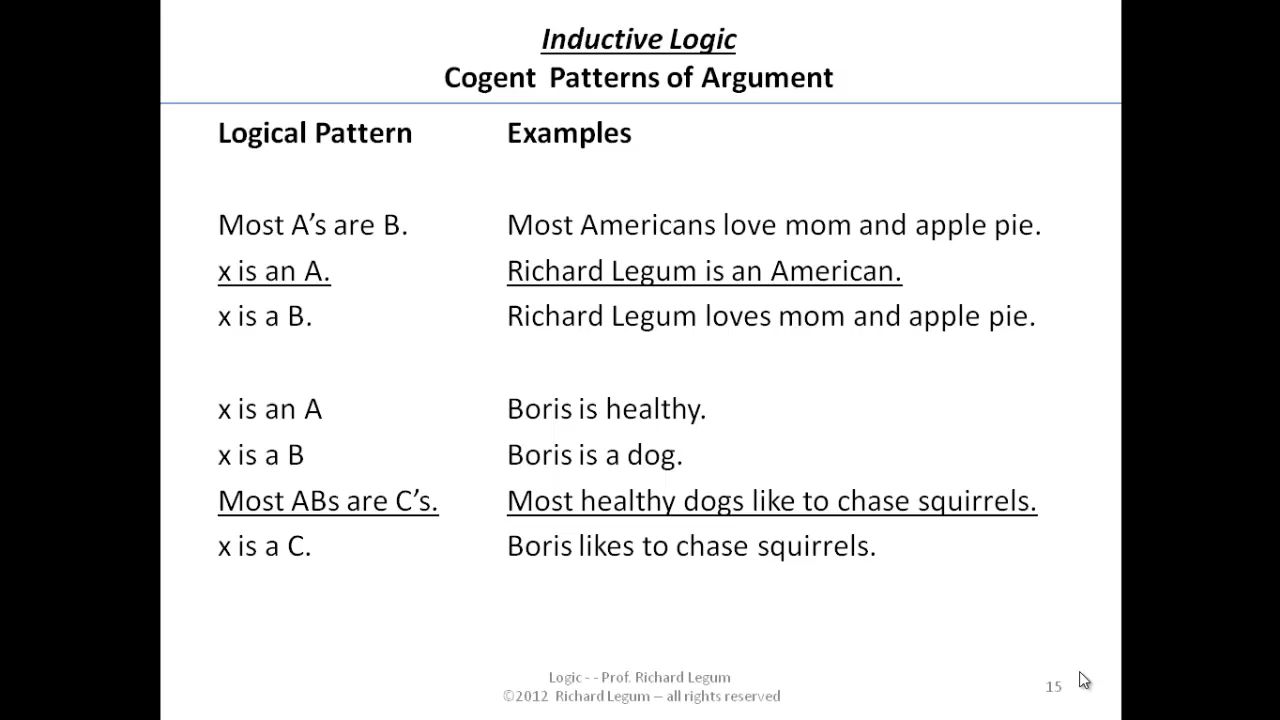 Inductive Logic
Cogent Patterns of Argument
Logical Pattern Examples
Most A's are B. Most Americans love mom and apple pie.
x is an A. Richard Legum is an American.
x is a B. Richard Legum loves mom and apple pie.
x is an A Boris is healthy.
x is a B Boris is a dog.
Most ABs are C's. Most healthy dogs like to chase squirrels.
x is a C. Boris likes to chase squirrels.
Logic - - Prof. Richard Legum
©2012 Richard Legum – all rights reserved
15